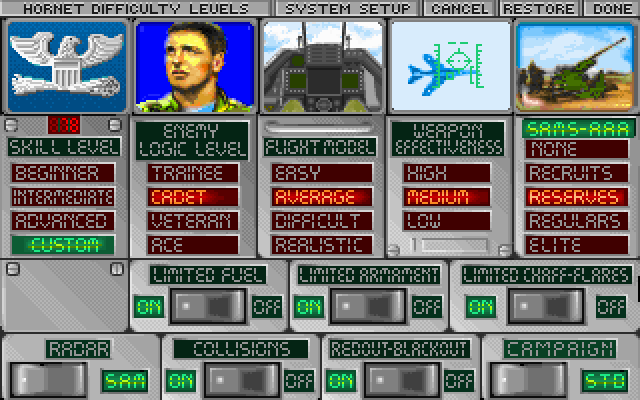 HORNET DIFFICULTY LEVELS SYSTEM SETUP CANCEL RESTORE DONE
SKILL LEVEL
BEGINNER
INTERMEDIATE
ADVANCED
CUSTOM
ENEMY
LOGIC LEVEL
TRAINEE
CADET
VETERAN
ACE
FLIGHT MODEL
EASY
AVERAGE
DIFFICULT
REALISTIC
WEAPON
EFFECTIVENESS
HIGH
MEDIUM
LOW
SAMS-AAA
NONE
RECRUITS
RESERVES
REGULARS
ELITE
LIMITED FUEL
ON OFF
LIMITED ARMAMENT
ON OFF
LIMITED CHAFF-FLARES
ON OFF
RADAR
SAM
COLLISIONS
ON OFF
REDOUT-BLACKOUT
ON OFF
CAMPAIGN
STD